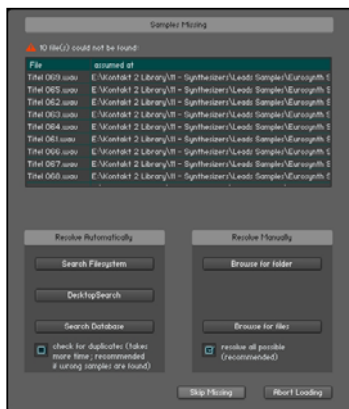 Samples Missing
10 file(s) could not be found!
File assumed at
Titel 069.wav E:\Kontakt 2 Library\11 - Synthesizers\Leads Samples\Eurosynth S
Titel 065.wav E:\Kontakt 2 Library\11 - Synthesizers\Leads Samples\Eurosynth S
Titel 062.wav E:\Kontakt 2 Library\11 - Synthesizers\Leads Samples\Eurosynth S
Titel 063.wav E:\Kontakt 2 Library\11 - Synthesizers\Leads Samples\Eurosynth S
Titel 064.wav E:\Kontakt 2 Library\11 - Synthesizers\Leads Samples\Eurosynth S
Titel 061.wav E:\Kontakt 2 Library\11 - Synthesizers\Leads Samples\Eurosynth S
Titel 066.wav E:\Kontakt 2 Library\11 - Synthesizers\Leads Samples\Eurosynth S
Titel 067.wav E:\Kontakt 2 Library\11 - Synthesizers\Leads Samples\Eurosynth S
Titel 068.wav E:\Kontakt 2 Library\11 - Synthesizers\Leads Samples\Eurosynth S
Resolve Automatically
Search Filesystem
DesktopSearch
Search Database
check for duplicates (takes
more time; recommended
if wrong samples are found)
Resolve Manually
Browse for folder
Browse for files
resolve all possible
(recommended)
Skip Missing
Abort Loading